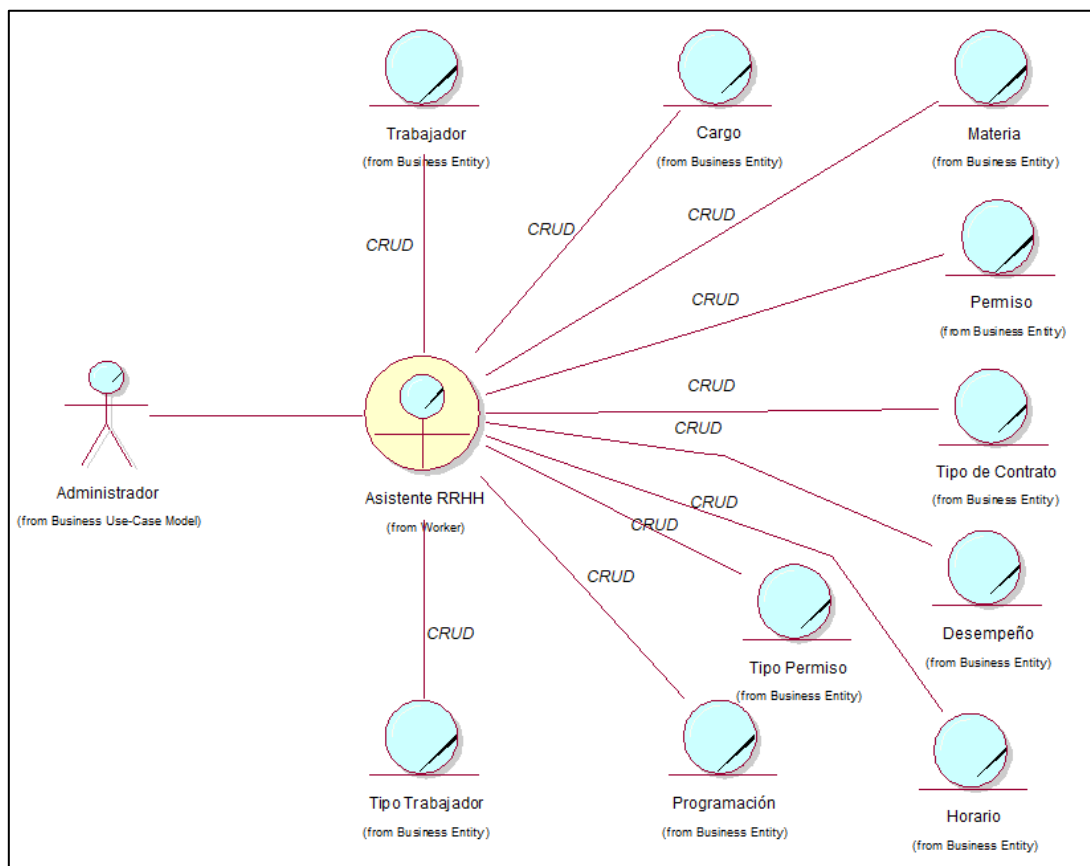 Trabajador
(from Business Entity)
Cargo
(from Business Entity)
Materia
(from Business Entity)
CRUD
CRUD
CRUD
Permiso
(from Business Entity)
CRUD
Administrador
(from Business Use-Case Model)
Asistente RRHH
(from Worker)
CRUD
Tipo de Contrato
(from Business Entity)
CRUD
CRUD
CRUD
Desempeño
(from Business Entity)
Tipo Permiso
(from Business Entity)
CRUD
Tipo Trabajador
(from Business Entity)
Programación
(from Business Entity)
Horario
(from Business Entity)